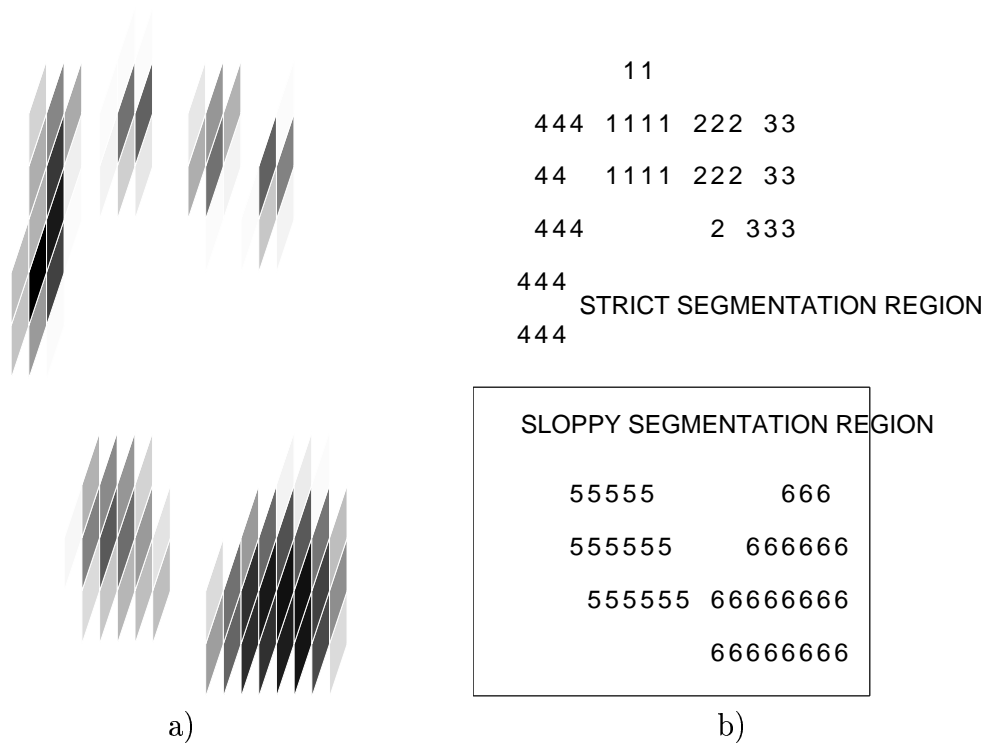 11
444 1111 222 33
44 1111 222 33
444 2 333
444
STRICT SEGMENTATION REGION
444
SLOPPY SEGMENTATION REGION
55555 666
555555 666666
555555 66666666
66666666
a) b)